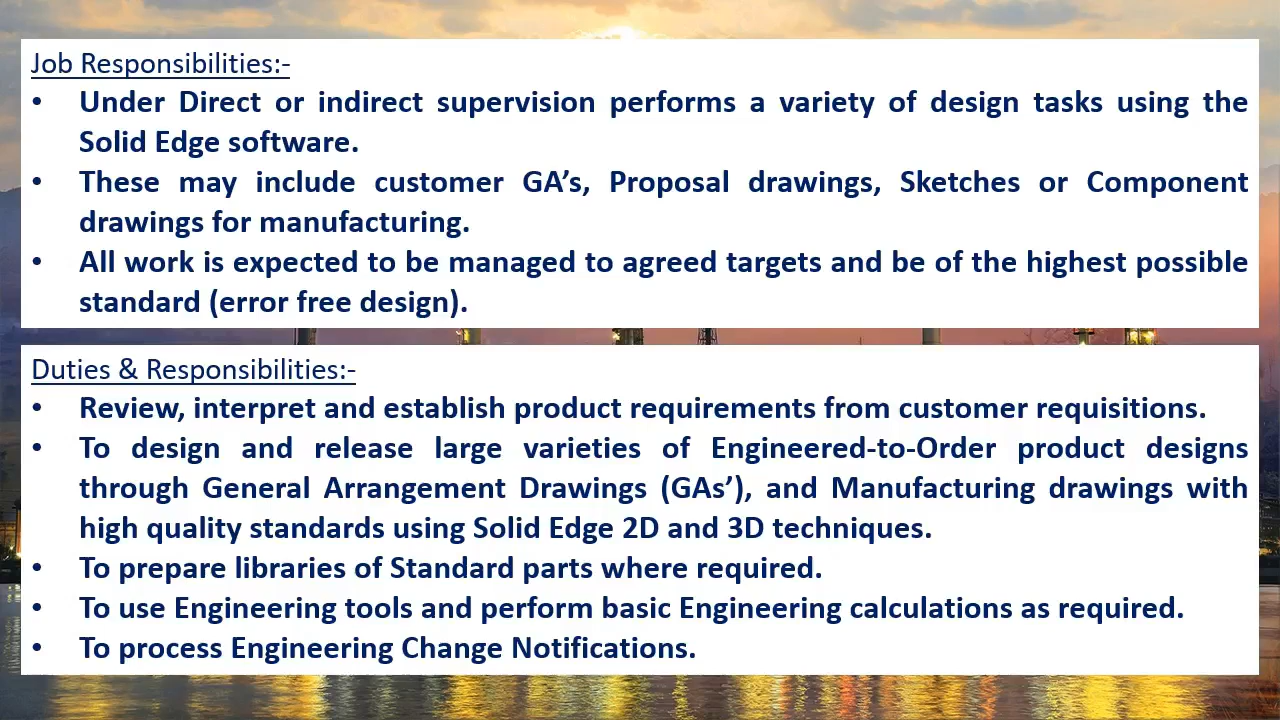 Job Responsibilities:-
• Under Direct or indirect supervision performs a variety of design tasks using the
Solid Edge software.
• These may include customer GA’s, Proposal drawings, Sketches or Component
drawings for manufacturing.
• All work is expected to be managed to agreed targets and be of the highest possible
standard (error free design).
Duties & Responsibilities:-
• Review, interpret and establish product requirements from customer requisitions.
• To design and release large varieties of Engineered-to-Order product designs
through General Arrangement Drawings (GAs’), and Manufacturing drawings with
high quality standards using Solid Edge 2D and 3D techniques.
• To prepare libraries of Standard parts where required.
• To use Engineering tools and perform basic Engineering calculations as required.
• To process Engineering Change Notifications.